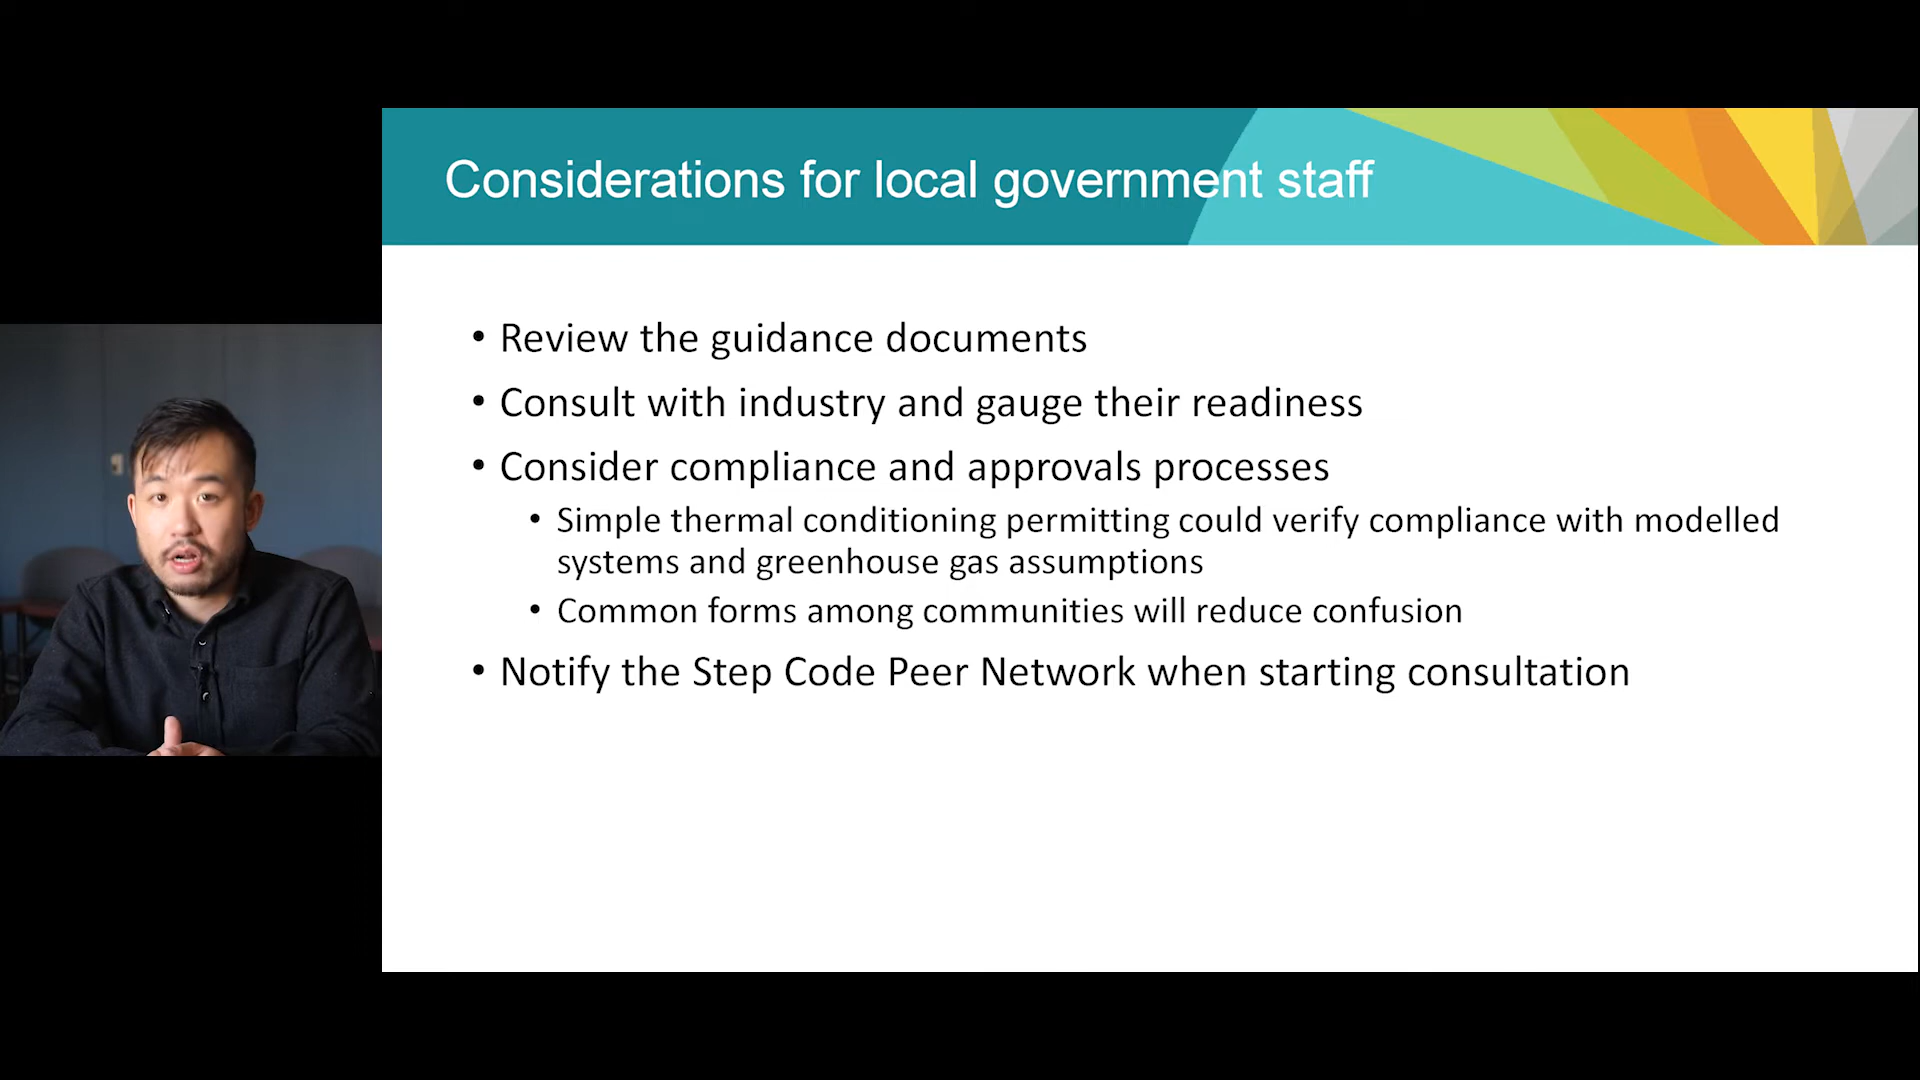 Considerations for local government staff
• Review the guidance documents
• Consult with industry and gauge their readiness
• Consider compliance and approvals processes
• Simple thermal conditioning permitting could verify compliance with modelled
systems and greenhouse gas assumptions
• Common forms among communities will reduce confusion
• Notify the Step Code Peer Network when starting consultation